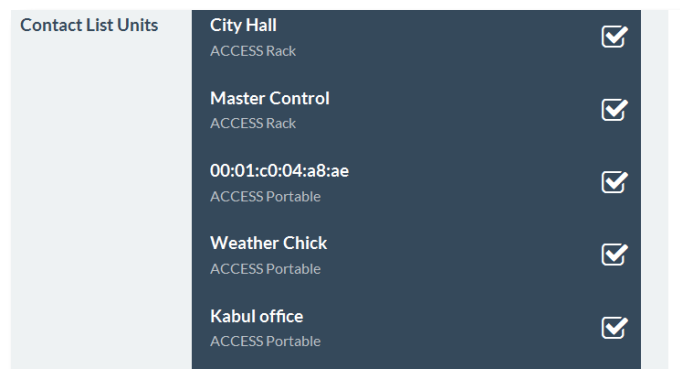 Contact List Units
City Hall
ACCESS Rack
Master Control
ACCESS Rack
00:01:c0:04:a8:ae
ACCESS Portable
Weather Chick
ACCESS Portable
Kabul office
ACCESS Portable